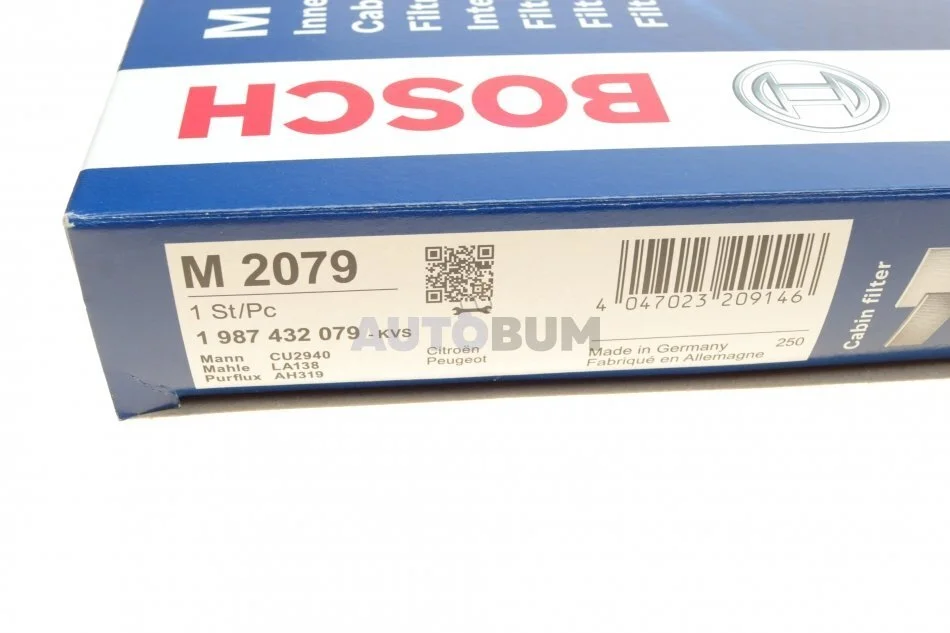 M
BOSCH
M 2079
1 St/Pc
1 987 432 079 -KVS
Mann CU2940
Mahle LA138
Purflux AH319
Citroën
Peugeot
4 047023 209146
Made in Germany
Fabriqué en Allemagne
250
Cabin filter
AUTOBUM